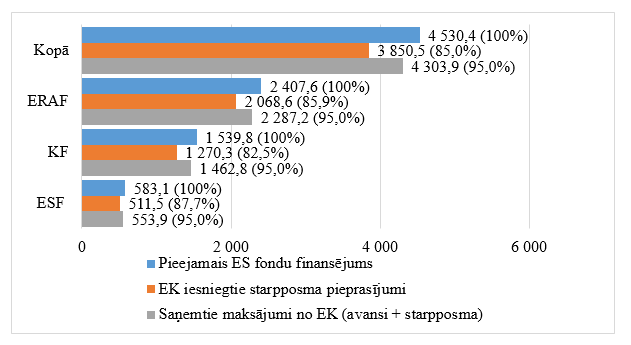 Kopā
4 530,4 (100%)
3 850,5 (85,0%)
4 303,9 (95,0%)
ERAF
2 407,6 (100%)
2 068,6 (85,9%)
2 287,2 (95,0%)
KF
1 539,8 (100%)
1 270,3 (82,5%)
1 462,8 (95,0%)
ESF
583,1 (100%)
511,5 (87,7%)
553,9 (95,0%)
0 2 000 4 000 6 000
Pieejamais ES fondu finansējums
EK iesniegtie starpposma pieprasījumi
Saņemtie maksājumi no EK (avansi + starpposma)